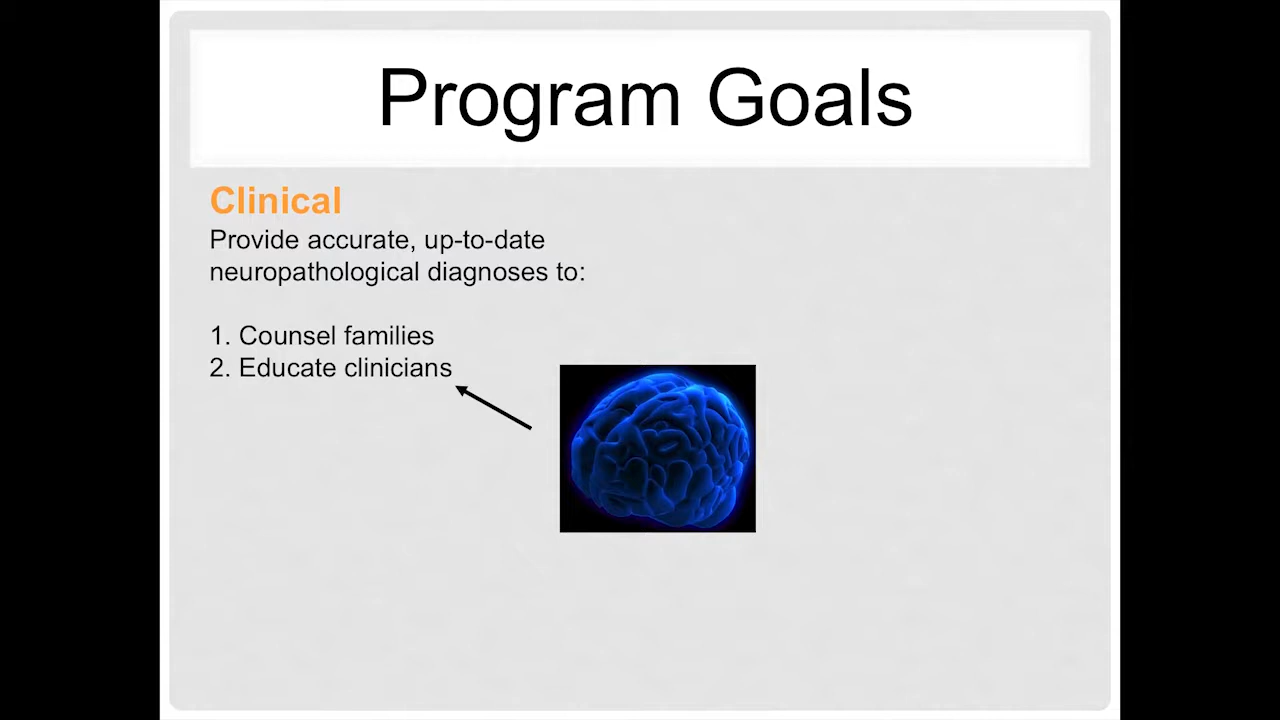 Program Goals
Clinical
Provide accurate, up-to-date
neuropathological diagnoses to:
1. Counsel families
2. Educate clinicians